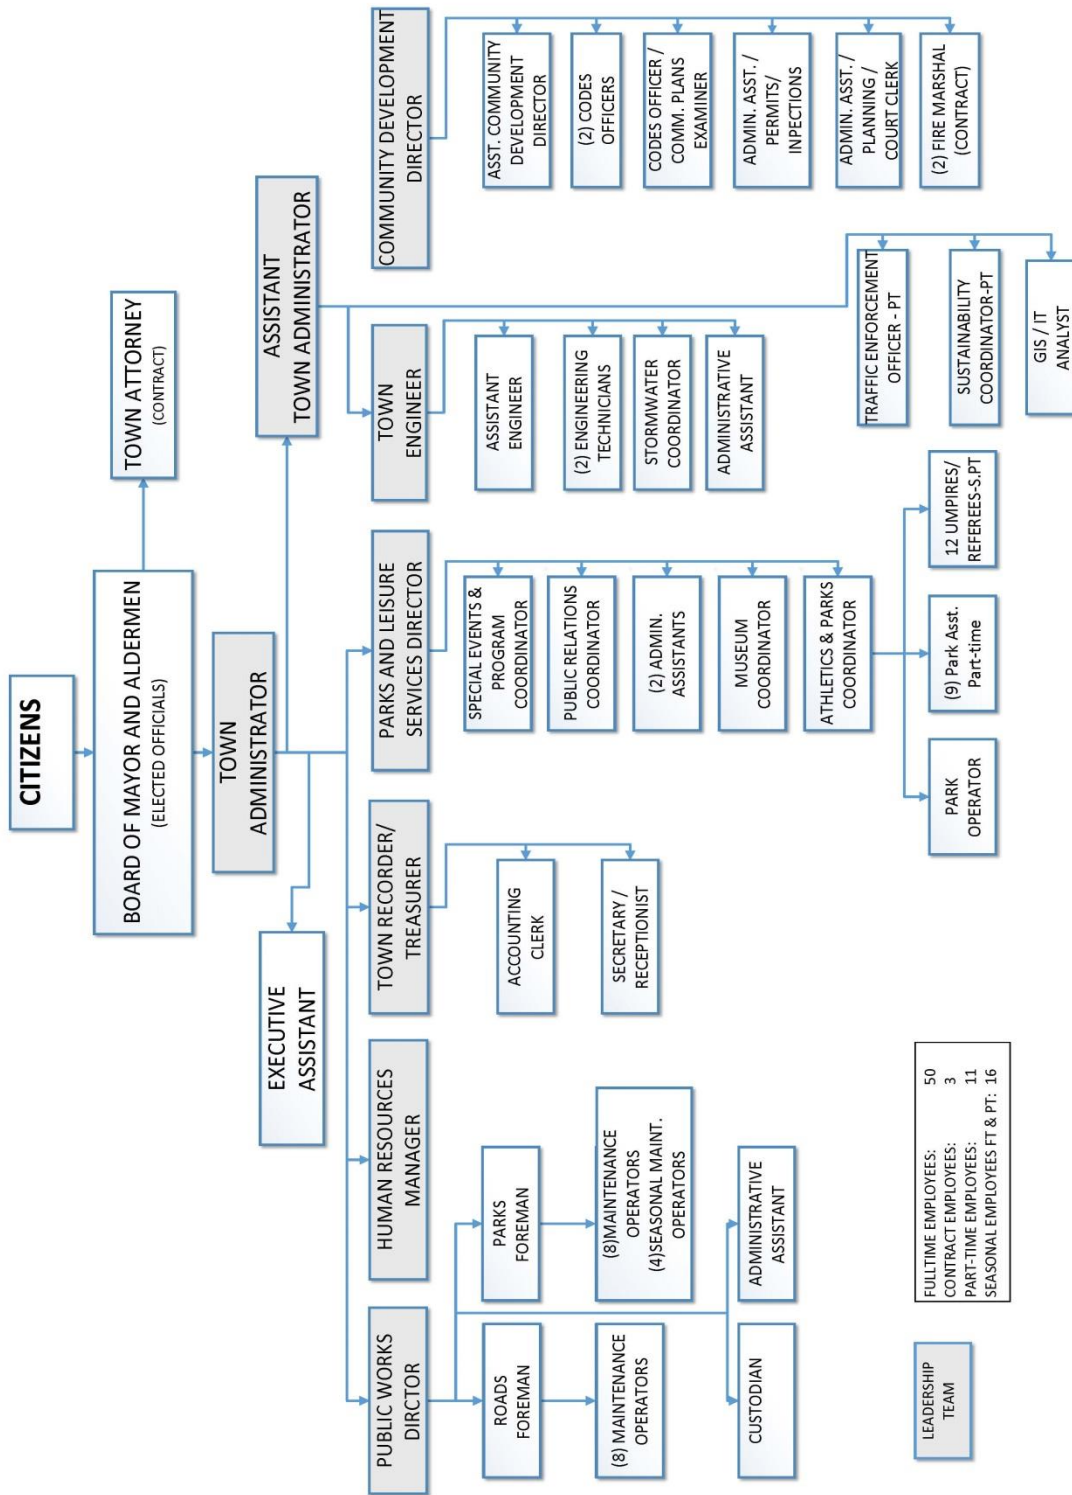 CITIZENS
BOARD OF MAYOR AND ALDERMEN
(ELECTED OFFICIALS)
TOWN ATTORNEY
(CONTRACT)
TOWN
ADMINISTRATOR
EXECUTIVE
ASSISTANT
ASSISTANT
TOWN ADMINISTRATOR
PUBLIC WORKS
DIRCTOR
HUMAN RESOURCES
MANAGER
TOWN RECORDER/
TREASURER
PARKS AND LEISURE
SERVICES DIRECTOR
TOWN
ENGINEER
COMMUNITY DEVELOPMENT
DIRECTOR
ROADS
FOREMAN
PARKS
FOREMAN
(8) MAINTENANCE
OPERATORS
(8)MAINTENANCE
OPERATORS
(4)SEASONAL MAINT.
OPERATORS
CUSTODIAN
ADMINISTRATIVE
ASSISTANT
ACCOUNTING
CLERK
SECRETARY /
RECEPTIONIST
SPECIAL EVENTS &
PROGRAM
COORDINATOR
PUBLIC RELATIONS
COORDINATOR
(2) ADMIN.
ASSISTANTS
MUSEUM
COORDINATOR
ATHLETICS & PARKS
COORDINATOR
PARK
OPERATOR
(9) Park Asst.
Part-time
12 UMPIRES/
REFEREES-S.PT
ASSISTANT
ENGINEER
(2) ENGINEERING
TECHNICIANS
STORMWATER
COORDINATOR
ADMINISTRATIVE
ASSISTANT
TRAFFIC ENFORCEMENT
OFFICER - PT
SUSTAINABILITY
COORDINATOR-PT
GIS / IT
ANALYST
ASST. COMMUNITY
DEVELOPMENT
DIRECTOR
(2) CODES
OFFICERS
CODES OFFICER /
COMM. PLANS
EXAMINER
ADMIN. ASST. /
PERMITS/
INPECTIONS
ADMIN. ASST. /
PLANNING /
COURT CLERK
(2) FIRE MARSHAL
(CONTRACT)
LEADERSHIP
TEAM
FULLTIME EMPLOYEES: 50
CONTRACT EMPLOYEES: 3
PART-TIME EMPLOYEES: 11
SEASONAL EMPLOYEES FT & PT: 16